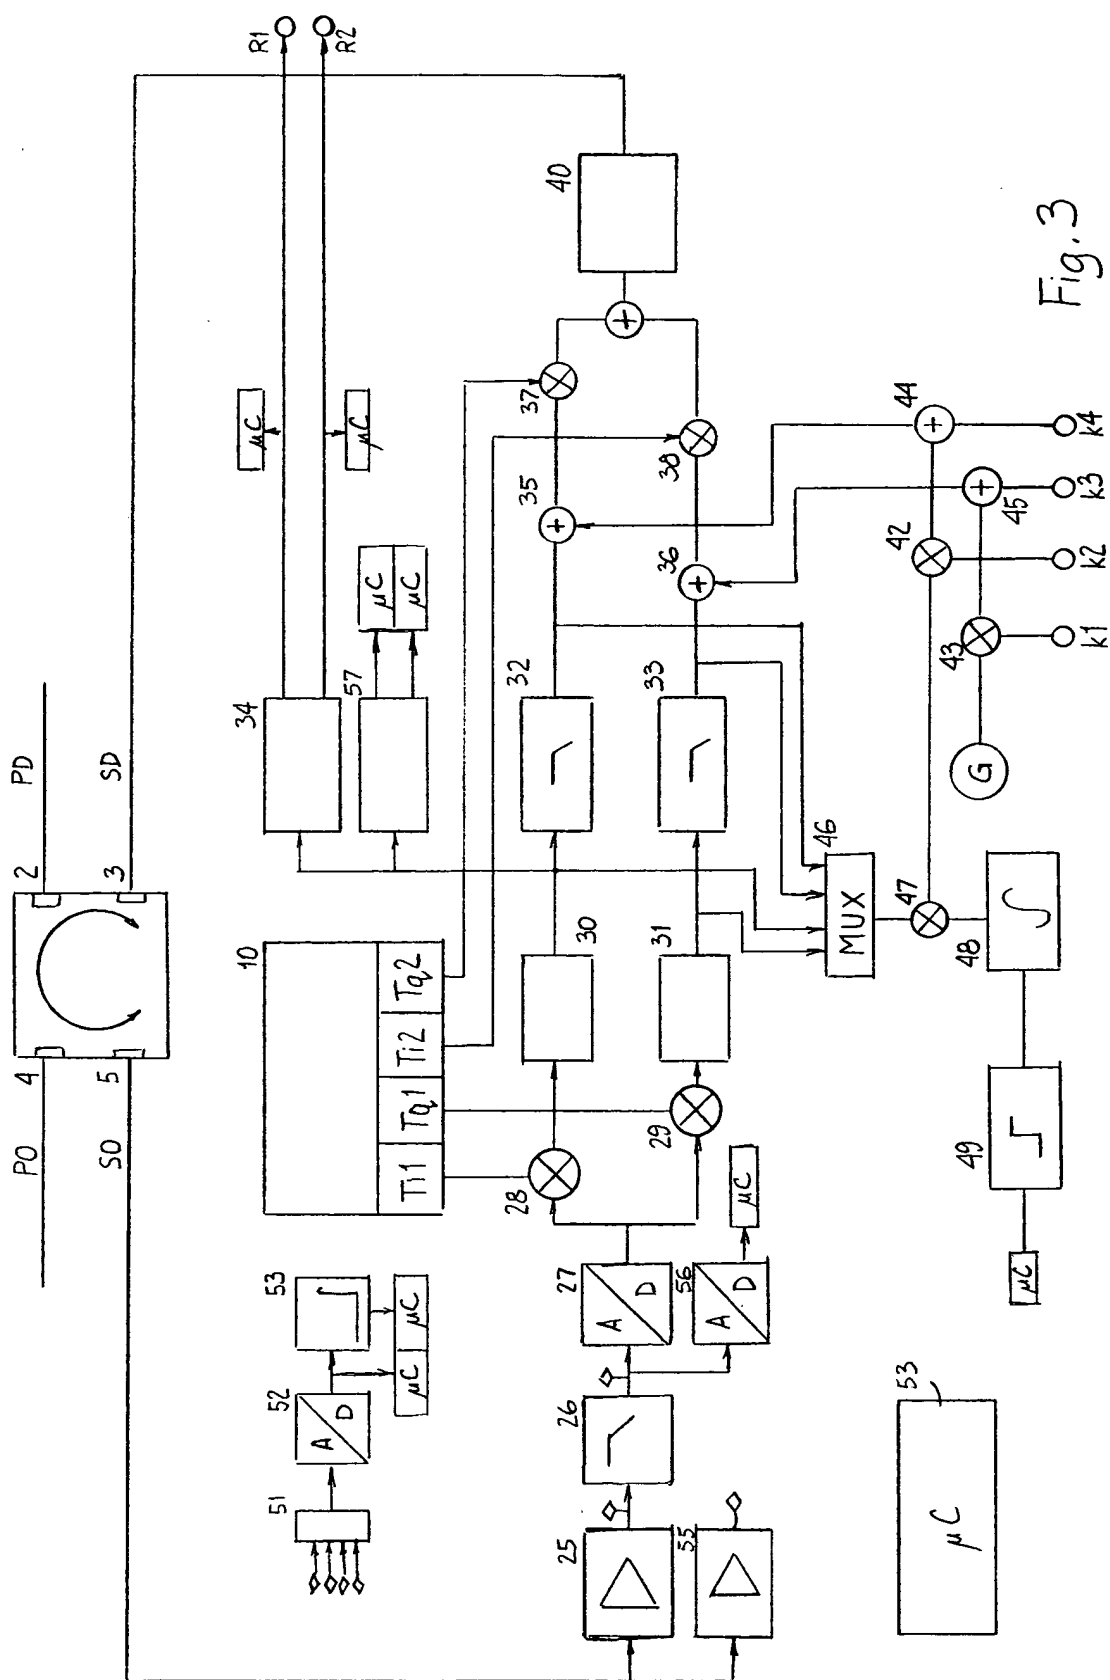 PO
4
2
PD
SO
5
3
SD
R1
R2
µC
µC
51
52
A
D
53
µC
µC
10
Ti1
Tq1
Ti2
Tq2
34
57
µC
µC
25
55
26
27
A
D
56
A
D
µC
28
29
30
31
32
33
35
36
37
38
40
53
µC
46
MUX
47
48
49
µC
G
43
42
45
44
k1
k2
k3
k4
Fig. 3